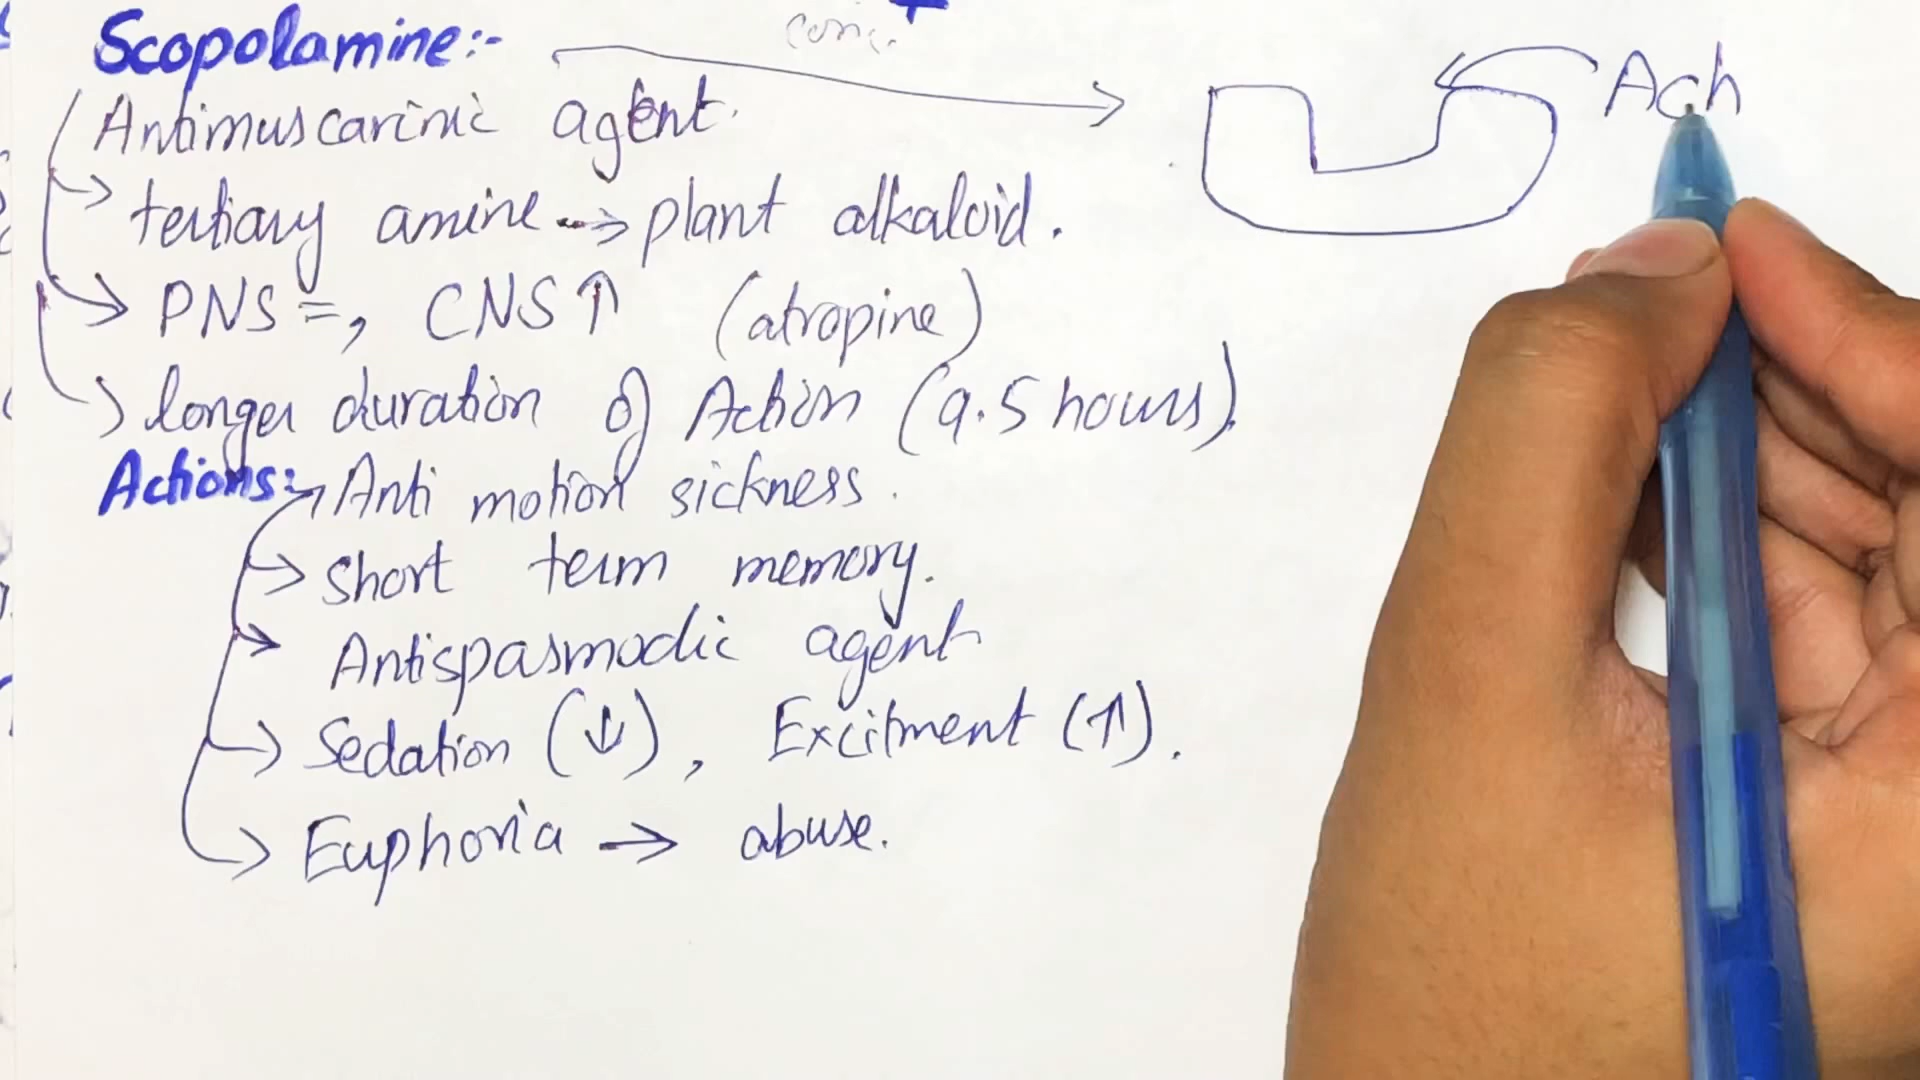 Scopolamine:-
conc. +
Ach
Antimuscarinic agent.
→ tertiary amine --> plant alkaloid.
→ PNS =, CNS↑ (atropine)
→ longer duration of Action (9.5 hours).
Actions:→ Anti motion sickness.
→ short term memory.
→ Antispasmodic agent
→ Sedation (↓), Excitment (↑).
→ Euphoria → abuse.